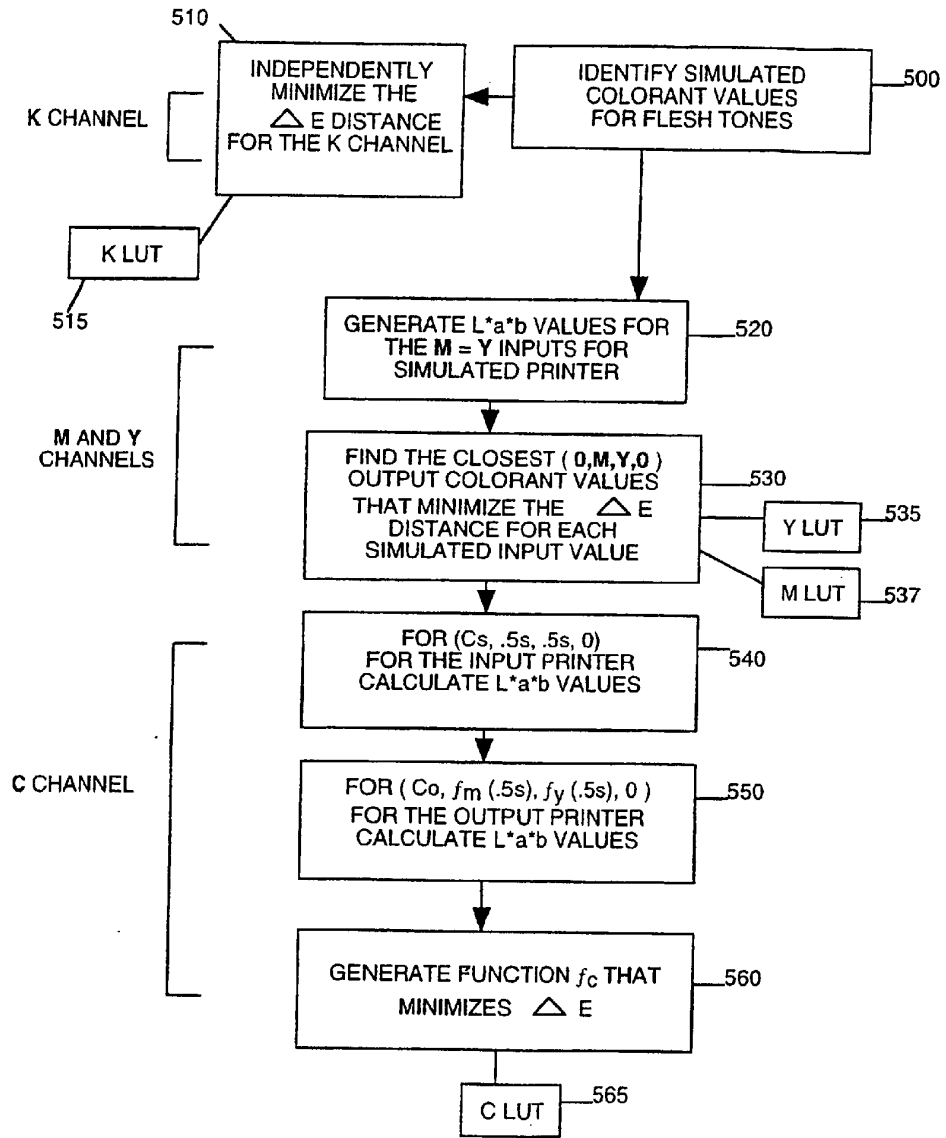 510
INDEPENDENTLY
MINIMIZE THE
△ E DISTANCE
FOR THE K CHANNEL
IDENTIFY SIMULATED
COLORANT VALUES
FOR FLESH TONES
500
K CHANNEL
K LUT
515
GENERATE L*a*b VALUES FOR
THE M = Y INPUTS FOR
SIMULATED PRINTER
520
M AND Y
CHANNELS
FIND THE CLOSEST ( 0,M,Y,0 )
OUTPUT COLORANT VALUES
THAT MINIMIZE THE △ E
DISTANCE FOR EACH
SIMULATED INPUT VALUE
530
Y LUT
535
M LUT
537
FOR (Cs, .5s, .5s, 0)
FOR THE INPUT PRINTER
CALCULATE L*a*b VALUES
540
C CHANNEL
FOR ( Co, fm (.5s), fy (.5s), 0 )
FOR THE OUTPUT PRINTER
CALCULATE L*a*b VALUES
550
GENERATE FUNCTION fc THAT
MINIMIZES △ E
560
C LUT
565